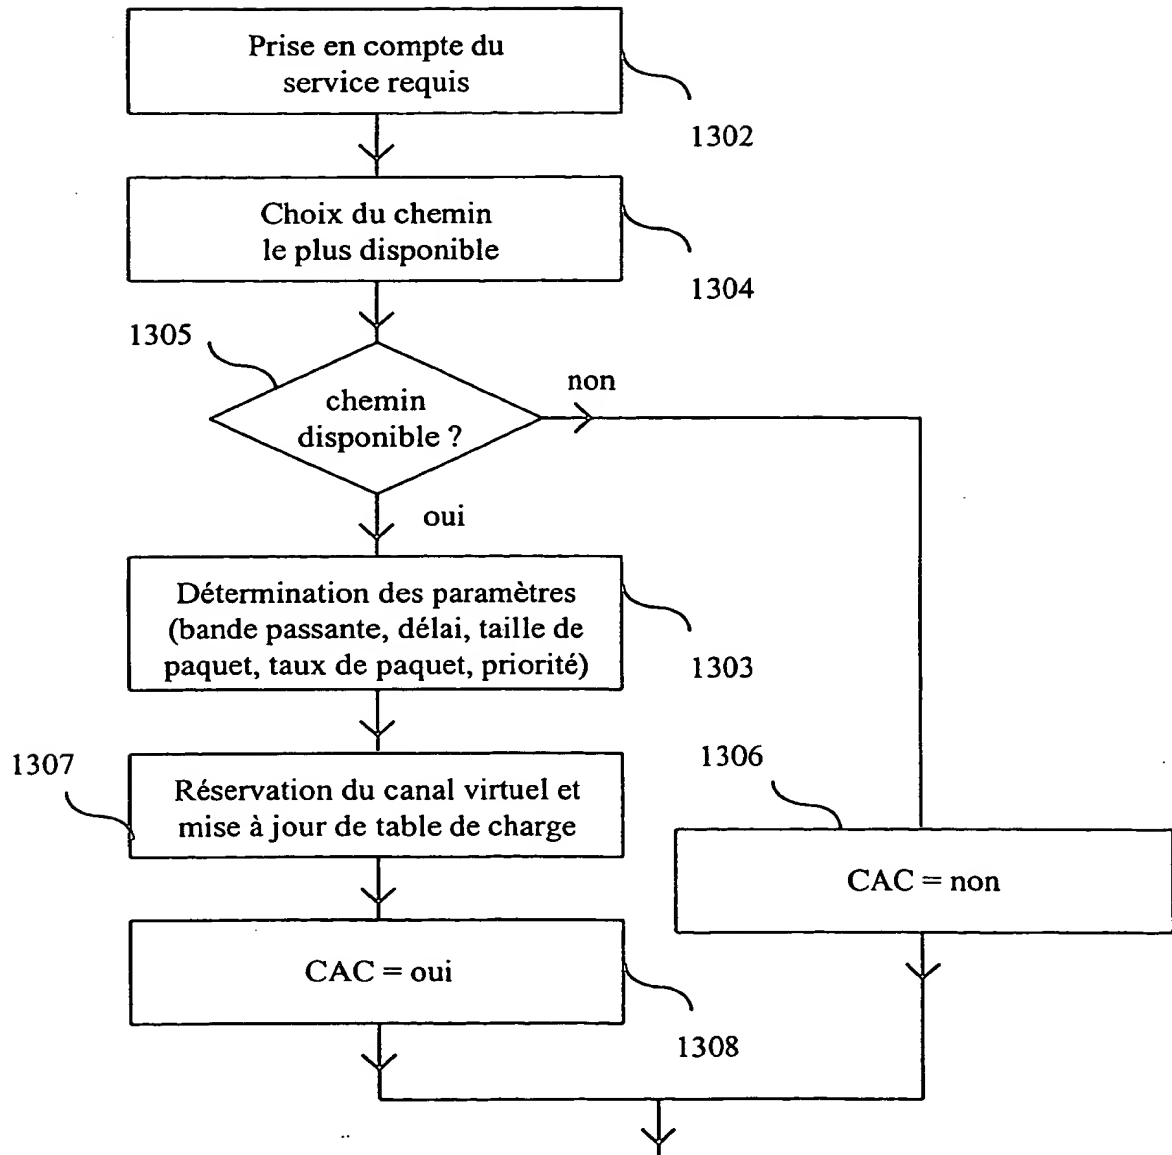 Prise en compte du
service requis
1302
Choix du chemin
le plus disponible
1304
1305
chemin
disponible ?
non
oui
Détermination des paramètres
(bande passante, délai, taille de
paquet, taux de paquet, priorité)
1303
1307
Réservation du canal virtuel et
mise à jour de table de charge
1306
CAC = non
CAC = oui
1308